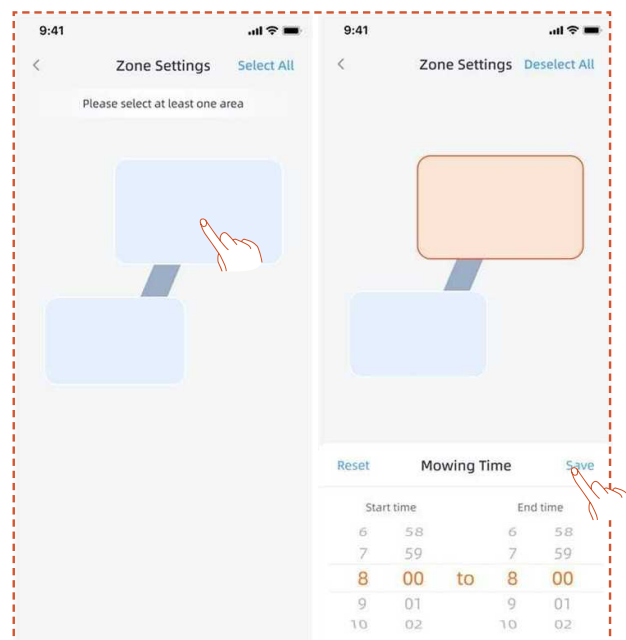 9:41
Zone Settings Select All
Please select at least one area
9:41
Zone Settings Deselect All
Reset Mowing Time Save
Start time End time
6 58 6 58
7 59 7 59
8 00 to 8 00
9 01 9 01
10 02 10 02